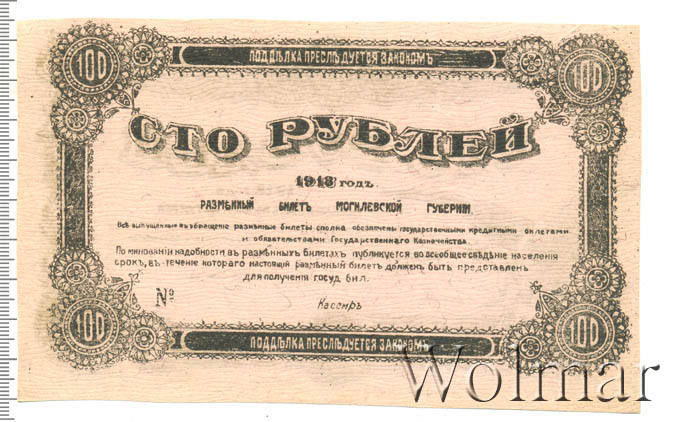 100 ПОДДѢЛКА ПРЕСЛѢДУЕТСЯ ЗАКОНОМЪ 100
СТО РУБЛЕЙ
1918 годъ.
РАЗМѢННЫЙ БИЛЕТЪ МОГИЛЕВСКОЙ ГУБЕРНІИ.
Всѣ выпущенные въ обращеніе размѣнные билеты сполна обезпечены государственными кредитными билетами
и обязательствами Государственнаго Казначейства.
По минованіи надобности въ размѣнныхъ билетахъ публикуется во всеобщее свѣдѣніе населенія
срокъ, въ теченіе котораго настоящій размѣнный билетъ долженъ быть представленъ
для полученія госуд. бил.
№
Кассиръ
100 ПОДДѢЛКА ПРЕСЛѢДУЕТСЯ ЗАКОНОМЪ 100
Wolmar